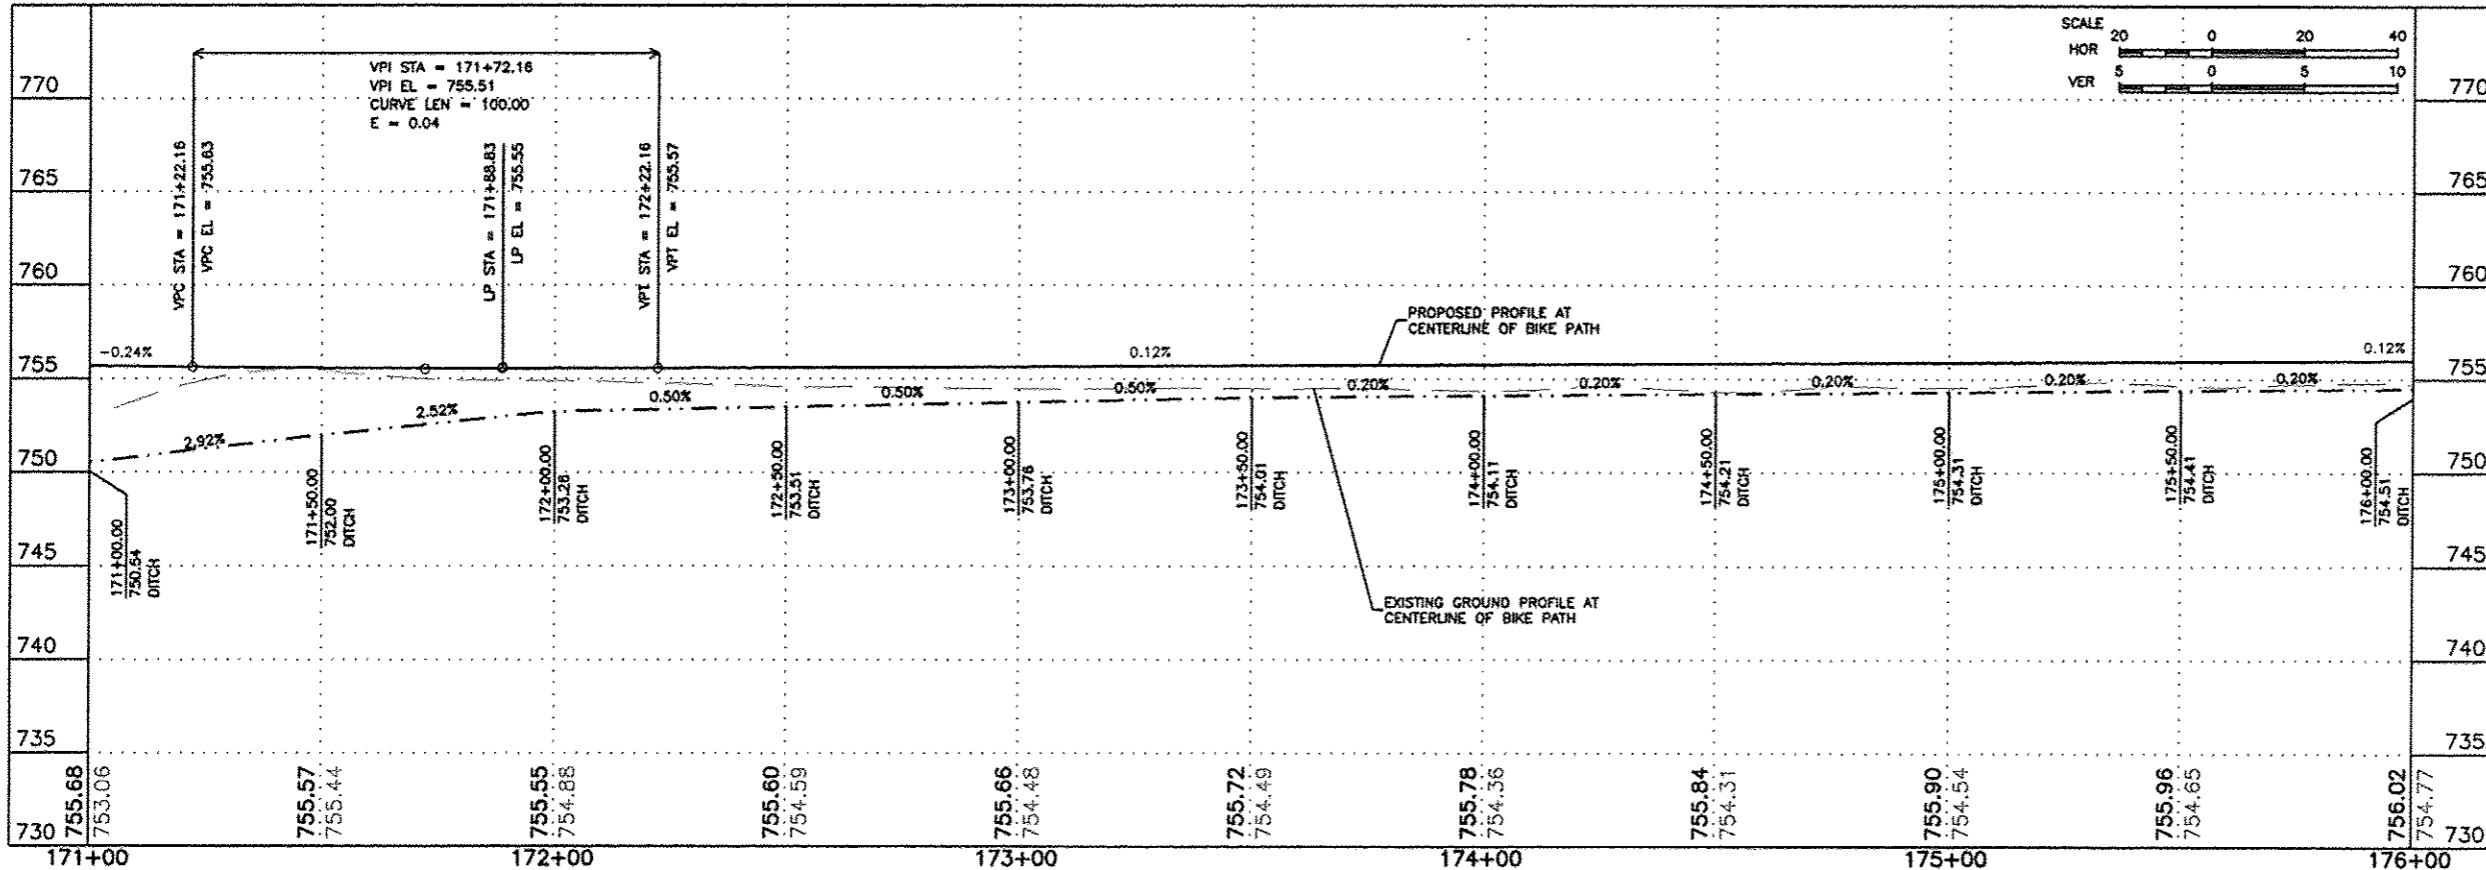 SCALE
20 0 20 40
HOR
5 0 5 10
VER
VPI STA = 171+72.16
VPI EL = 755.51
CURVE LEN = 100.00
E = 0.04
VPC STA = 171+22.16
VPC EL = 755.63
LP STA = 171+88.83
LP EL = 755.55
VPT STA = 172+22.16
VPT EL = 755.57
770
770
765
765
760
760
PROPOSED PROFILE AT
CENTERLINE OF BIKE PATH
-0.24%
0.12%
0.12%
755
755
2.92%
2.52%
0.50%
0.50%
0.50%
0.20%
0.20%
0.20%
0.20%
0.20%
750
750
171+00.00
750.54
DITCH
171+50.00
752.00
DITCH
172+00.00
753.26
DITCH
172+50.00
753.51
DITCH
173+00.00
753.76
DITCH
173+50.00
754.01
DITCH
174+00.00
754.11
DITCH
174+50.00
754.21
DITCH
175+00.00
754.31
DITCH
175+50.00
754.41
DITCH
176+00.00
754.51
DITCH
745
745
EXISTING GROUND PROFILE AT
CENTERLINE OF BIKE PATH
740
740
735
735
730
730
755.68
753.06
755.57
755.44
755.55
754.88
755.60
754.59
755.66
754.48
755.72
754.49
755.78
754.36
755.84
754.31
755.90
754.54
755.96
754.65
756.02
754.77
171+00 172+00 173+00 174+00 175+00 176+00